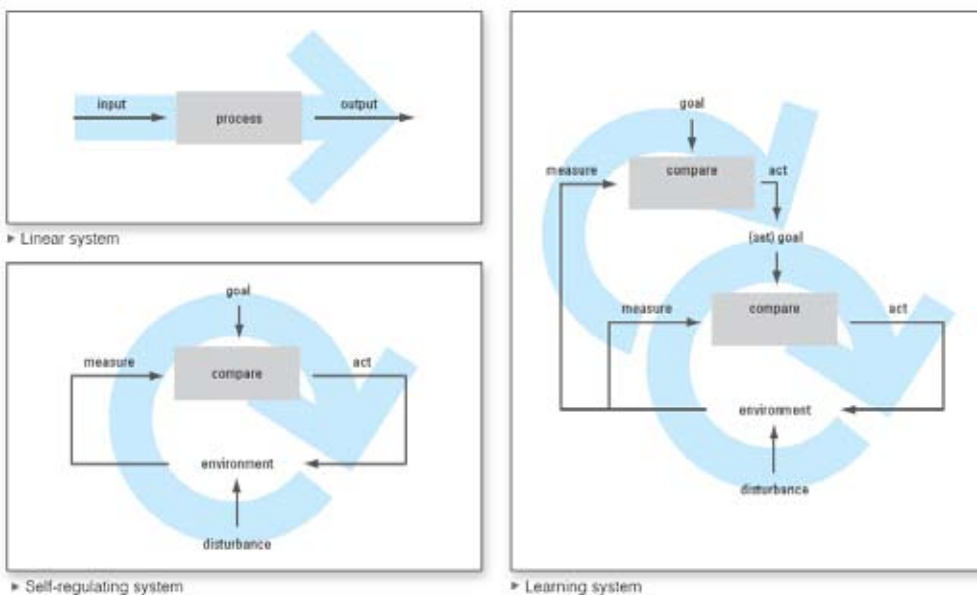 input
process
output
▸ Linear system
goal
measure
act
compare
environment
disturbance
▸ Self-regulating system
goal
measure
compare
act
(set) goal
measure
compare
act
environment
disturbance
▸ Learning system